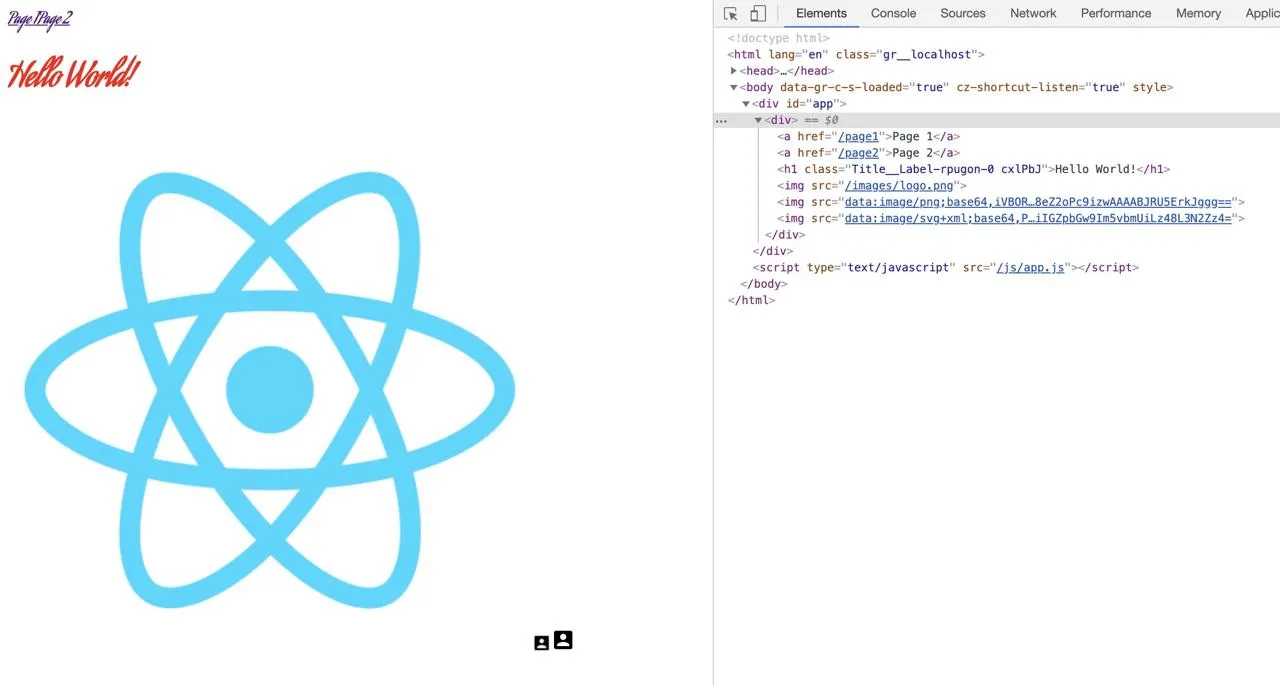 Page 1Page 2
Hello World!
Elements Console Sources Network Performance Memory Applic
<!doctype html>
<html lang="en" class="gr__localhost">
<head>…</head>
<body data-gr-c-s-loaded="true" cz-shortcut-listen="true" style>
<div id="app">
… <div> == $0
<a href="/page1">Page 1</a>
<a href="/page2">Page 2</a>
<h1 class="Title__Label-rpugon-0 cxlPbJ">Hello World!</h1>
<img src="/images/logo.png">
<img src="data:image/png;base64,iVBOR…8eZ2oPc9izwAAAABJRU5ErkJggg==">
<img src="data:image/svg+xml;base64,P…iIGZpbGw9Im5vbmUiLz48L3N2Zz4=">
</div>
</div>
<script type="text/javascript" src="/js/app.js"></script>
</body>
</html>